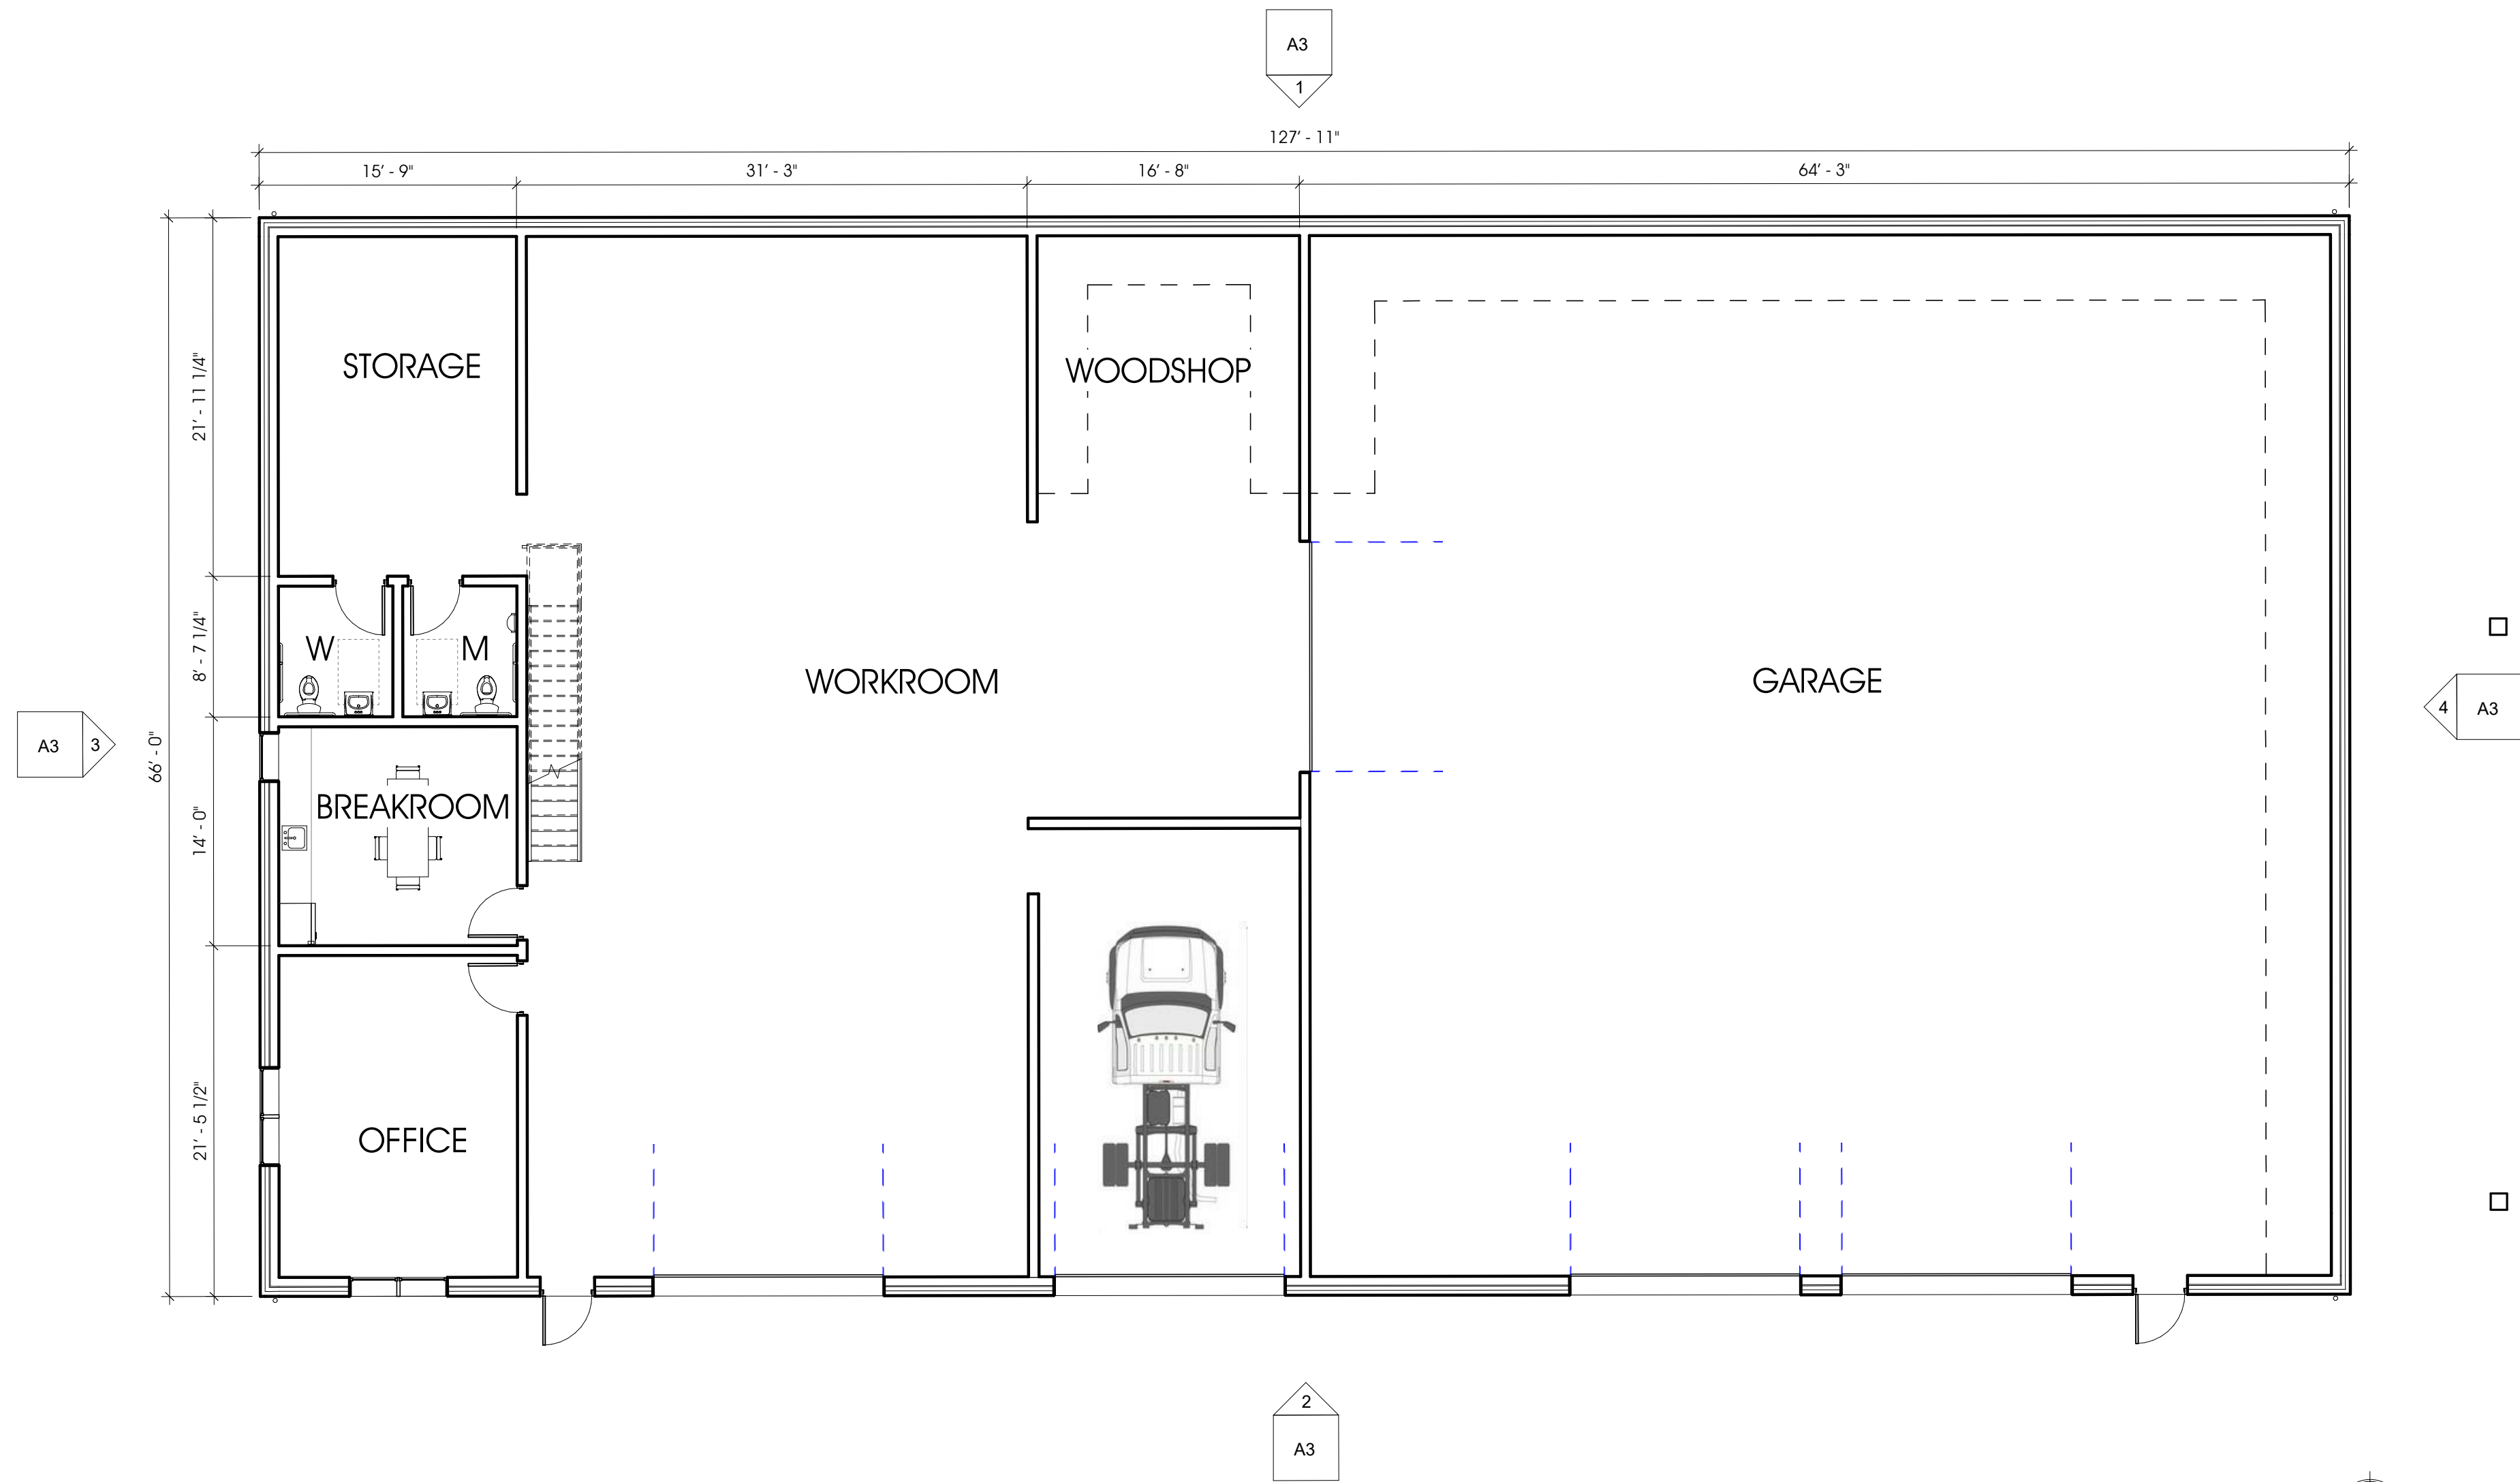 A3
1
127' - 11"
15' - 9"
31' - 3"
16' - 8"
64' - 3"
21' - 11 1/4"
STORAGE
WOODSHOP
8' - 7 1/4"
W
M
WORKROOM
GARAGE
A3
3
66' - 0"
4
A3
14' - 0"
BREAKROOM
21' - 5 1/2"
OFFICE
2
A3